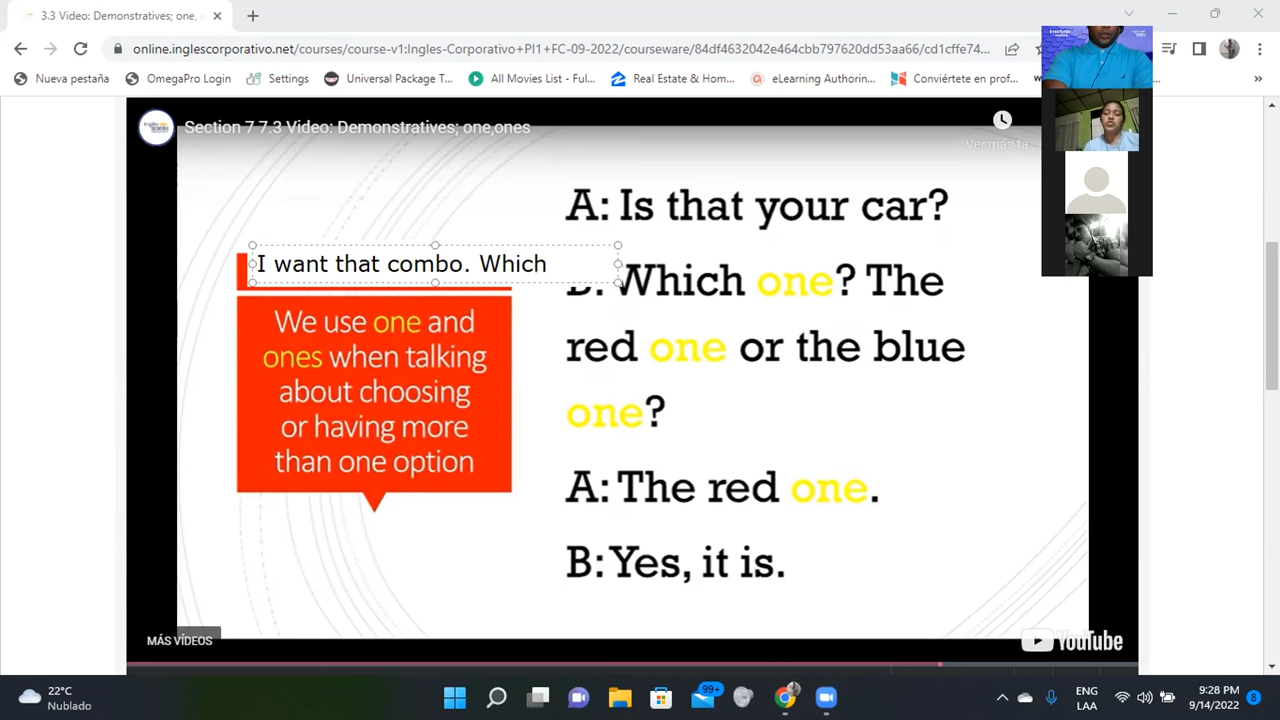 3.3 Video: Demonstratives; one, o
online.inglescorporativo.net/courses/course-v1:Ingles-Corporativo+PI1+FC-09-2022/courseware/84df4632042e4c4cb797620dd53aa66/cd1cffe74...
Nueva pestaña
OmegaPro Login
Settings
Universal Package T...
All Movies List - Ful...
Real Estate & Hom...
eLearning Authorin...
Conviértete en prof...
»
Section 7 7.3 Video: Demonstratives; one,ones
Ver más ta
A: Is that your car?
I want that combo. Which
B: Which one? The
red one or the blue
one?
We use one and
ones when talking
about choosing
or having more
than one option
A: The red one.
B: Yes, it is.
MÁS VÍDEOS
YouTube
22°C
Nublado
99+
ENG
LAA
9:28 PM
9/14/2022
8